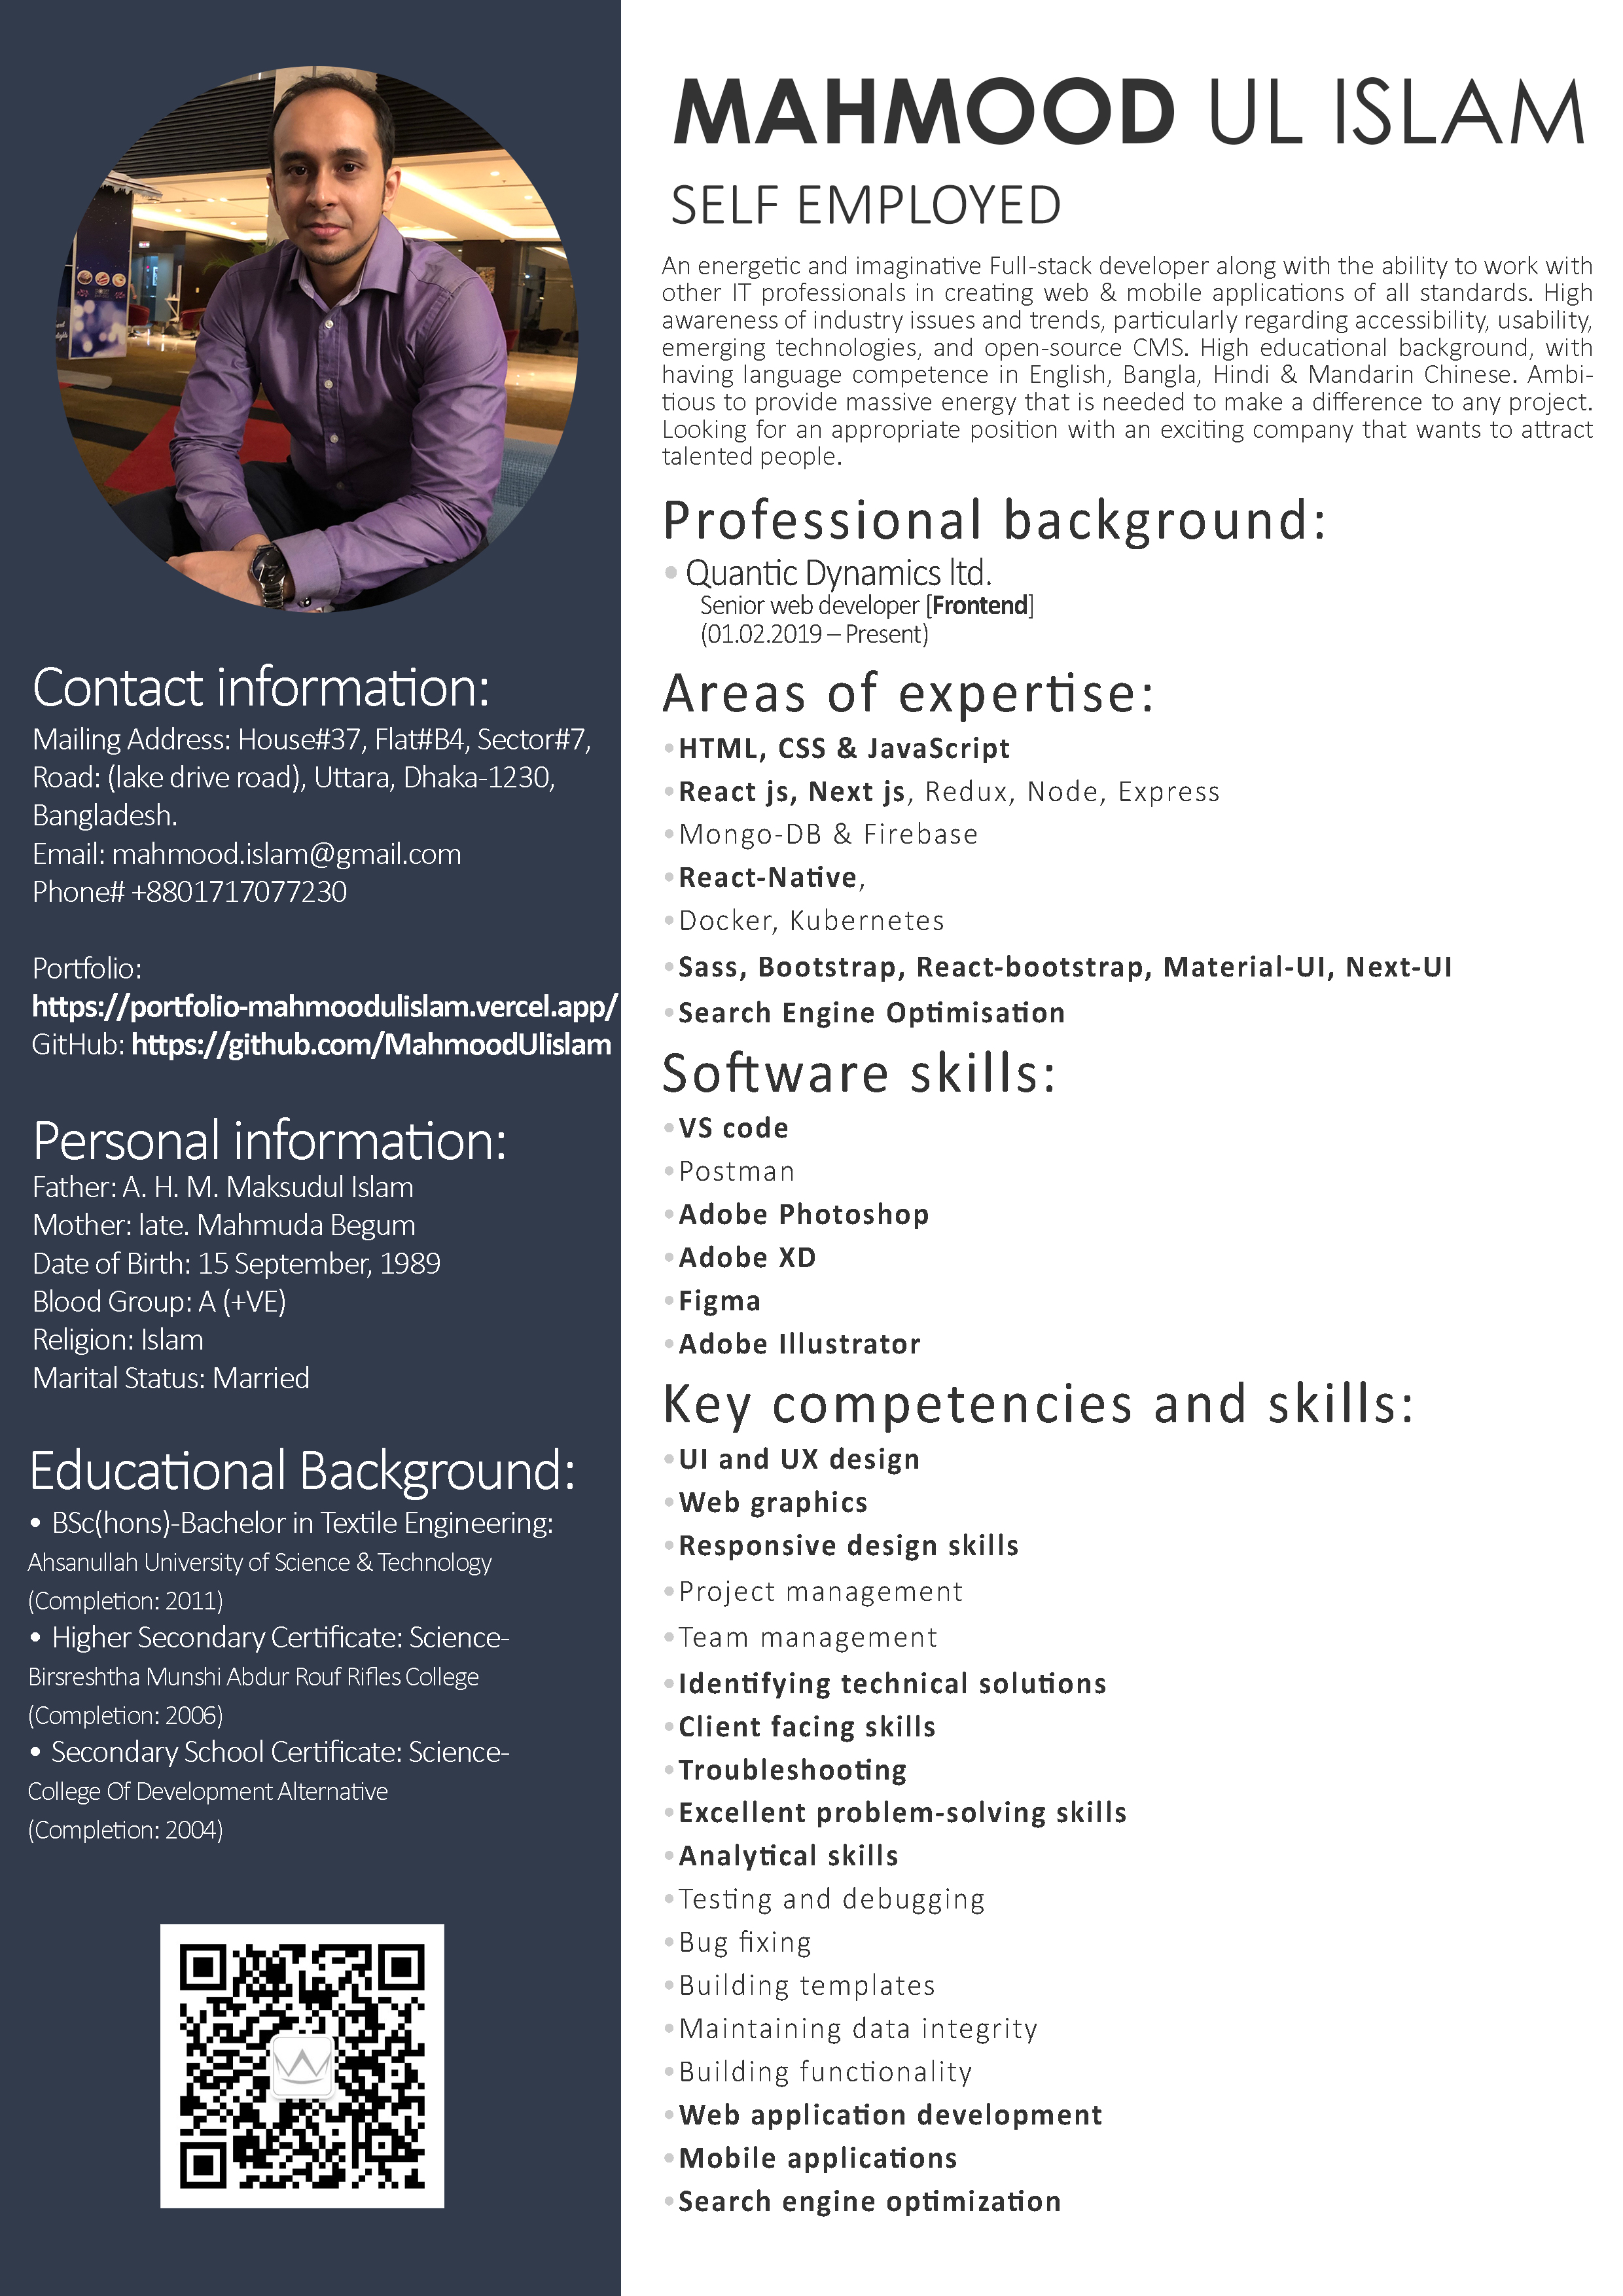 MAHMOOD UL ISLAM
SELF EMPLOYED
An energetic and imaginative Full-stack developer along with the ability to work with
other IT professionals in creating web & mobile applications of all standards. High
awareness of industry issues and trends, particularly regarding accessibility, usability,
emerging technologies, and open-source CMS. High educational background, with
having language competence in English, Bangla, Hindi & Mandarin Chinese. Ambi-
tious to provide massive energy that is needed to make a difference to any project.
Looking for an appropriate position with an exciting company that wants to attract
talented people.
Professional background:
• Quantic Dynamics ltd.
Senior web developer [Frontend]
(01.02.2019 – Present)
Areas of expertise:
• HTML, CSS & JavaScript
• React js, Next js, Redux, Node, Express
• Mongo-DB & Firebase
• React-Native,
• Docker, Kubernetes
• Sass, Bootstrap, React-bootstrap, Material-UI, Next-UI
• Search Engine Optimisation
Software skills:
• VS code
• Postman
• Adobe Photoshop
• Adobe XD
• Figma
• Adobe Illustrator
Key competencies and skills:
• UI and UX design
• Web graphics
• Responsive design skills
• Project management
• Team management
• Identifying technical solutions
• Client facing skills
• Troubleshooting
• Excellent problem-solving skills
• Analytical skills
• Testing and debugging
• Bug fixing
• Building templates
• Maintaining data integrity
• Building functionality
• Web application development
• Mobile applications
• Search engine optimization
Contact information:
Mailing Address: House#37, Flat#B4, Sector#7,
Road: (lake drive road), Uttara, Dhaka-1230,
Bangladesh.
Email: mahmood.islam@gmail.com
Phone# +8801717077230
Portfolio:
https://portfolio-mahmoodulislam.vercel.app/
GitHub: https://github.com/MahmoodUlislam
Personal information:
Father: A. H. M. Maksudul Islam
Mother: late. Mahmuda Begum
Date of Birth: 15 September, 1989
Blood Group: A (+VE)
Religion: Islam
Marital Status: Married
Educational Background:
• BSc(hons)-Bachelor in Textile Engineering:
Ahsanullah University of Science & Technology
(Completion: 2011)
• Higher Secondary Certificate: Science-
Birsreshtha Munshi Abdur Rouf Rifles College
(Completion: 2006)
• Secondary School Certificate: Science-
College Of Development Alternative
(Completion: 2004)